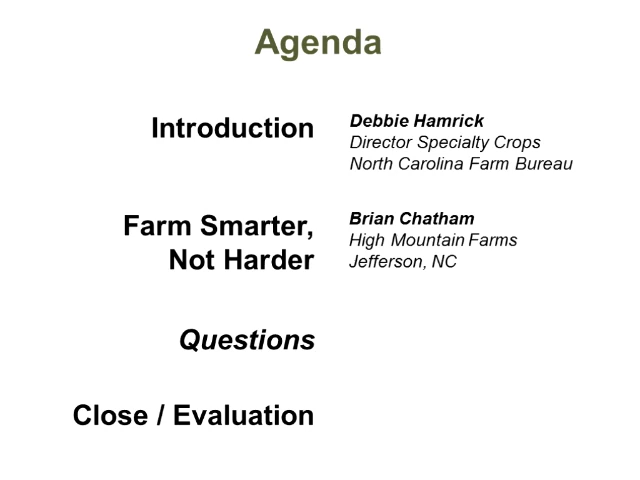 Agenda
Introduction
Debbie Hamrick
Director Specialty Crops
North Carolina Farm Bureau
Farm Smarter,
Not Harder
Brian Chatham
High Mountain Farms
Jefferson, NC
Questions
Close / Evaluation